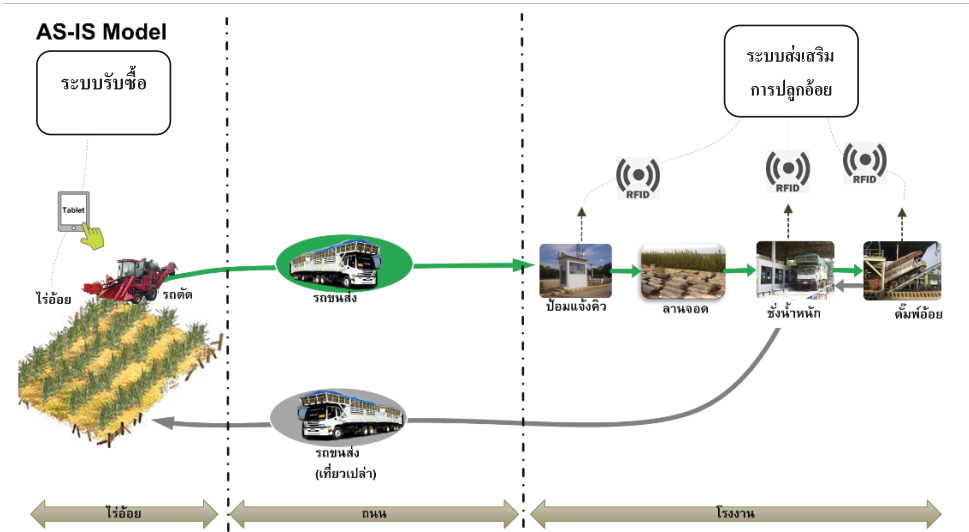 AS-IS Model
ระบบรับซื้อ
ระบบส่งเสริม
การปลูกอ้อย
RFID
RFID
RFID
Tablet
ไร่อ้อย
รถตัด
รถขนส่ง
ป้อมแจ้งคิว
ลานจอด
ชั่งน้ำหนัก
ดั๊มพ์อ้อย
รถขนส่ง
(เที่ยวเปล่า)
ไร่อ้อย
ถนน
โรงงาน